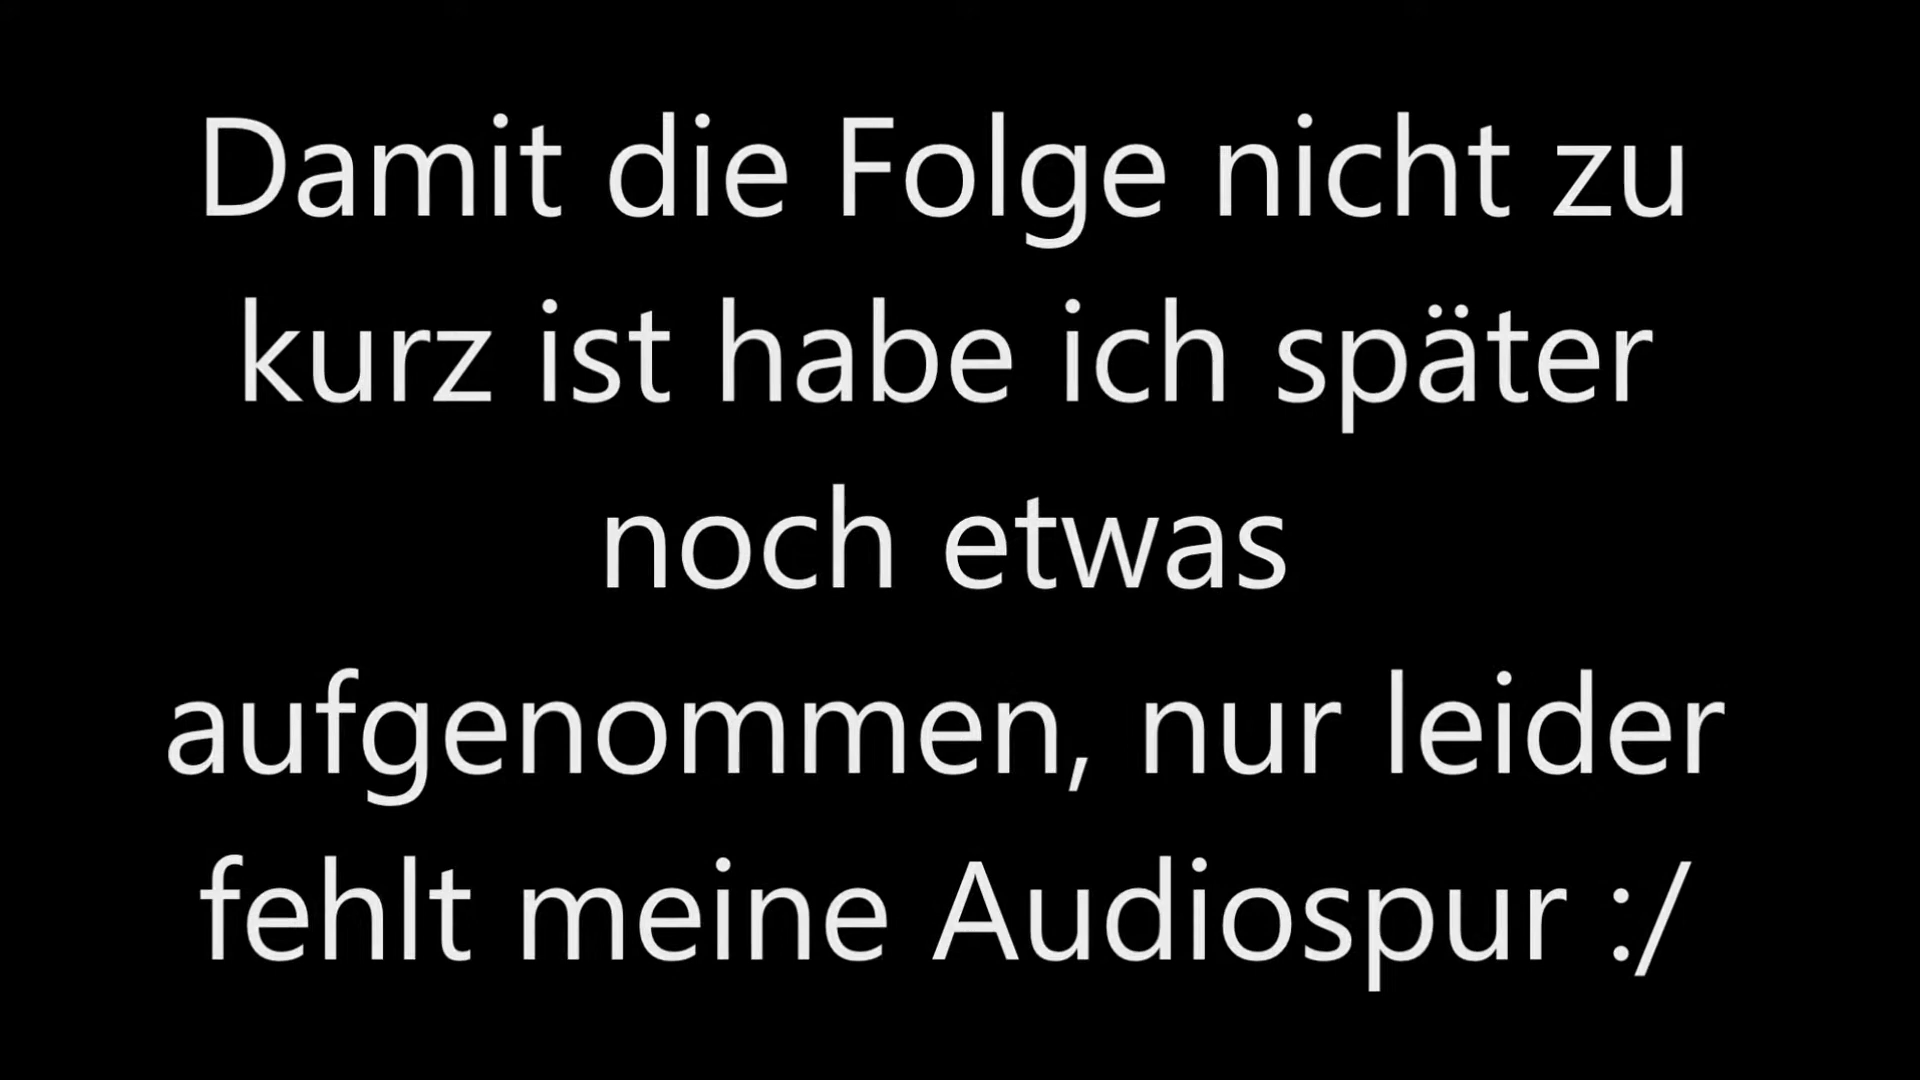 Damit die Folge nicht zu
kurz ist habe ich später
noch etwas
aufgenommen, nur leider
fehlt meine Audiospur :/